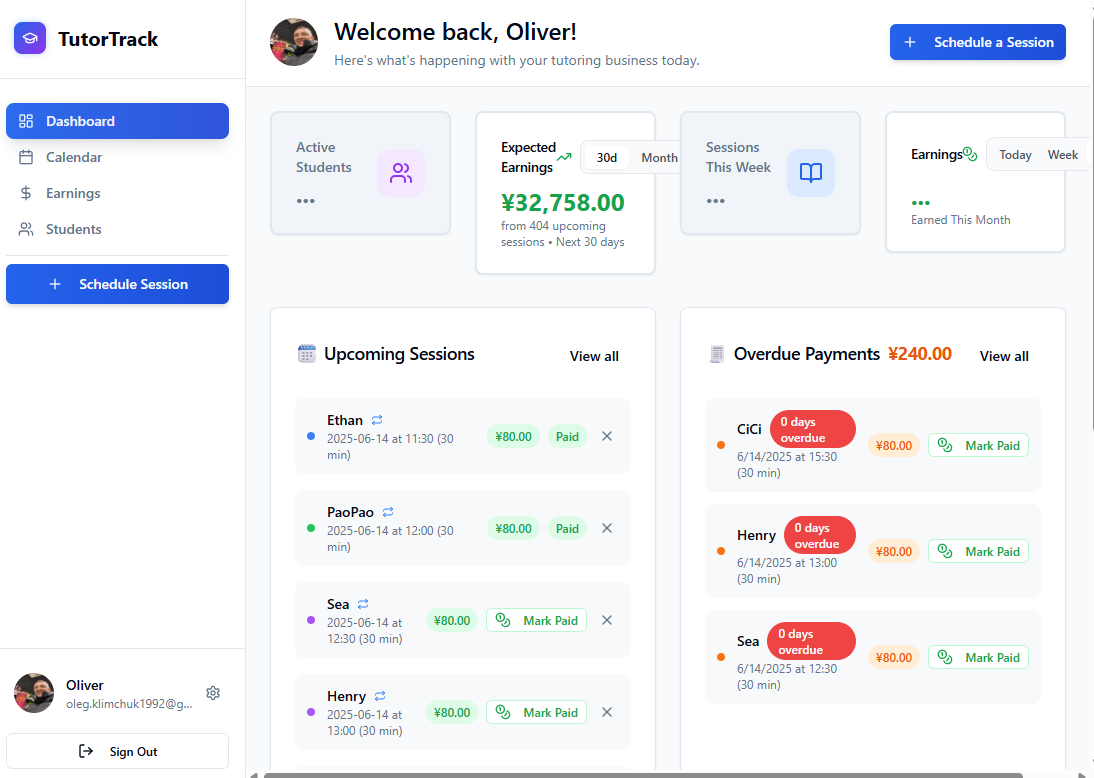 TutorTrack
Dashboard
Calendar
Earnings
Students
Schedule Session
Oliver
oleg.klimchuk1992@g...
Sign Out
Welcome back, Oliver!
Here's what's happening with your tutoring business today.
Schedule a Session
Active
Students
•••
Expected
Earnings
30d
Month
¥32,758.00
from 404 upcoming
sessions • Next 30 days
Sessions
This Week
•••
Earnings
Today
Week
•••
Earned This Month
Upcoming Sessions
View all
Ethan
2025-06-14 at 11:30 (30
min)
¥80.00
Paid
PaoPao
2025-06-14 at 12:00 (30
min)
¥80.00
Paid
Sea
2025-06-14 at
12:30 (30 min)
¥80.00
Mark Paid
Henry
2025-06-14 at
13:00 (30 min)
¥80.00
Mark Paid
Overdue Payments ¥240.00
View all
CiCi
0 days
overdue
6/14/2025 at 15:30
(30 min)
¥80.00
Mark Paid
Henry
0 days
overdue
6/14/2025 at 13:00
(30 min)
¥80.00
Mark Paid
Sea
0 days
overdue
6/14/2025 at 12:30
(30 min)
¥80.00
Mark Paid